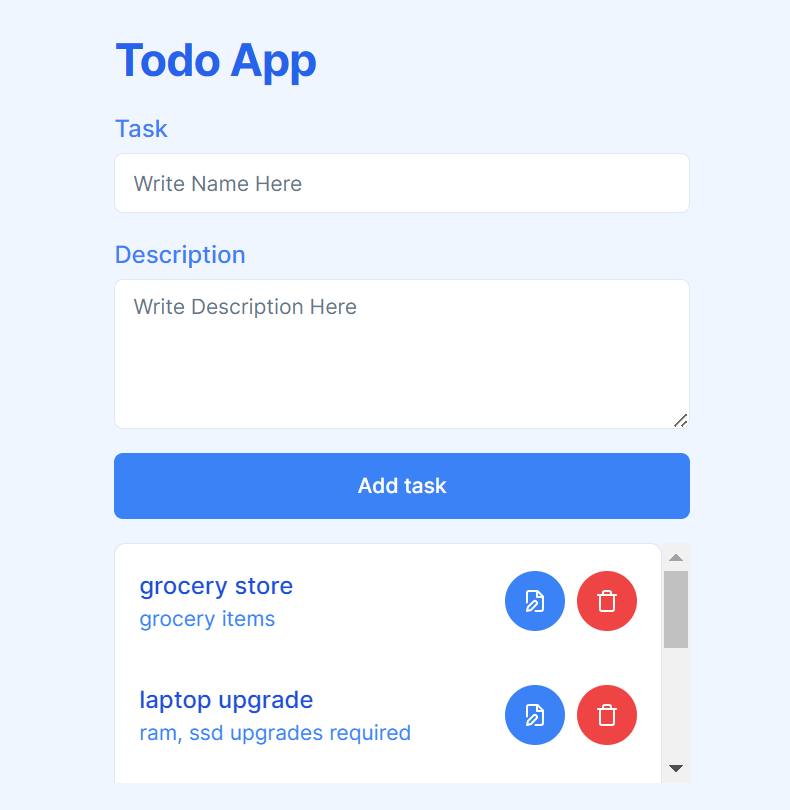 Todo App
Task
Write Name Here
Description
Write Description Here
Add task
grocery store
grocery items
laptop upgrade
ram, ssd upgrades required